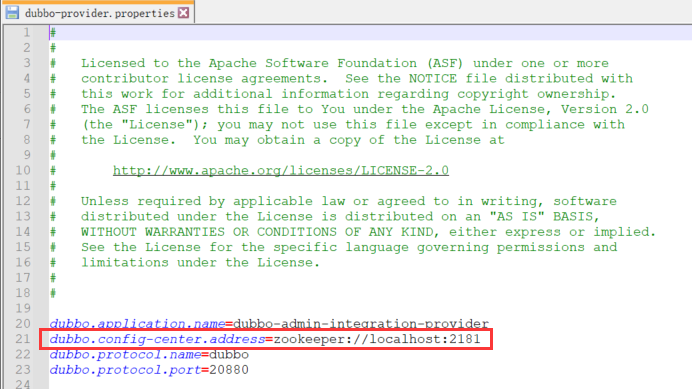 dubbo-provider.properties
1 #
2 #
3 #   Licensed to the Apache Software Foundation (ASF) under one or more
4 #   contributor license agreements.  See the NOTICE file distributed with
5 #   this work for additional information regarding copyright ownership.
6 #   The ASF licenses this file to You under the Apache License, Version 2.0
7 #   (the "License"); you may not use this file except in compliance with
8 #   the License.  You may obtain a copy of the License at
9 #
10 #       http://www.apache.org/licenses/LICENSE-2.0
11 #
12 #   Unless required by applicable law or agreed to in writing, software
13 #   distributed under the License is distributed on an "AS IS" BASIS,
14 #   WITHOUT WARRANTIES OR CONDITIONS OF ANY KIND, either express or implied.
15 #   See the License for the specific language governing permissions and
16 #   limitations under the License.
17 #
18 #
19
20 dubbo.application.name=dubbo-admin-integration-provider
21 dubbo.config-center.address=zookeeper://localhost:2181
22 dubbo.protocol.name=dubbo
23 dubbo.protocol.port=20880
24